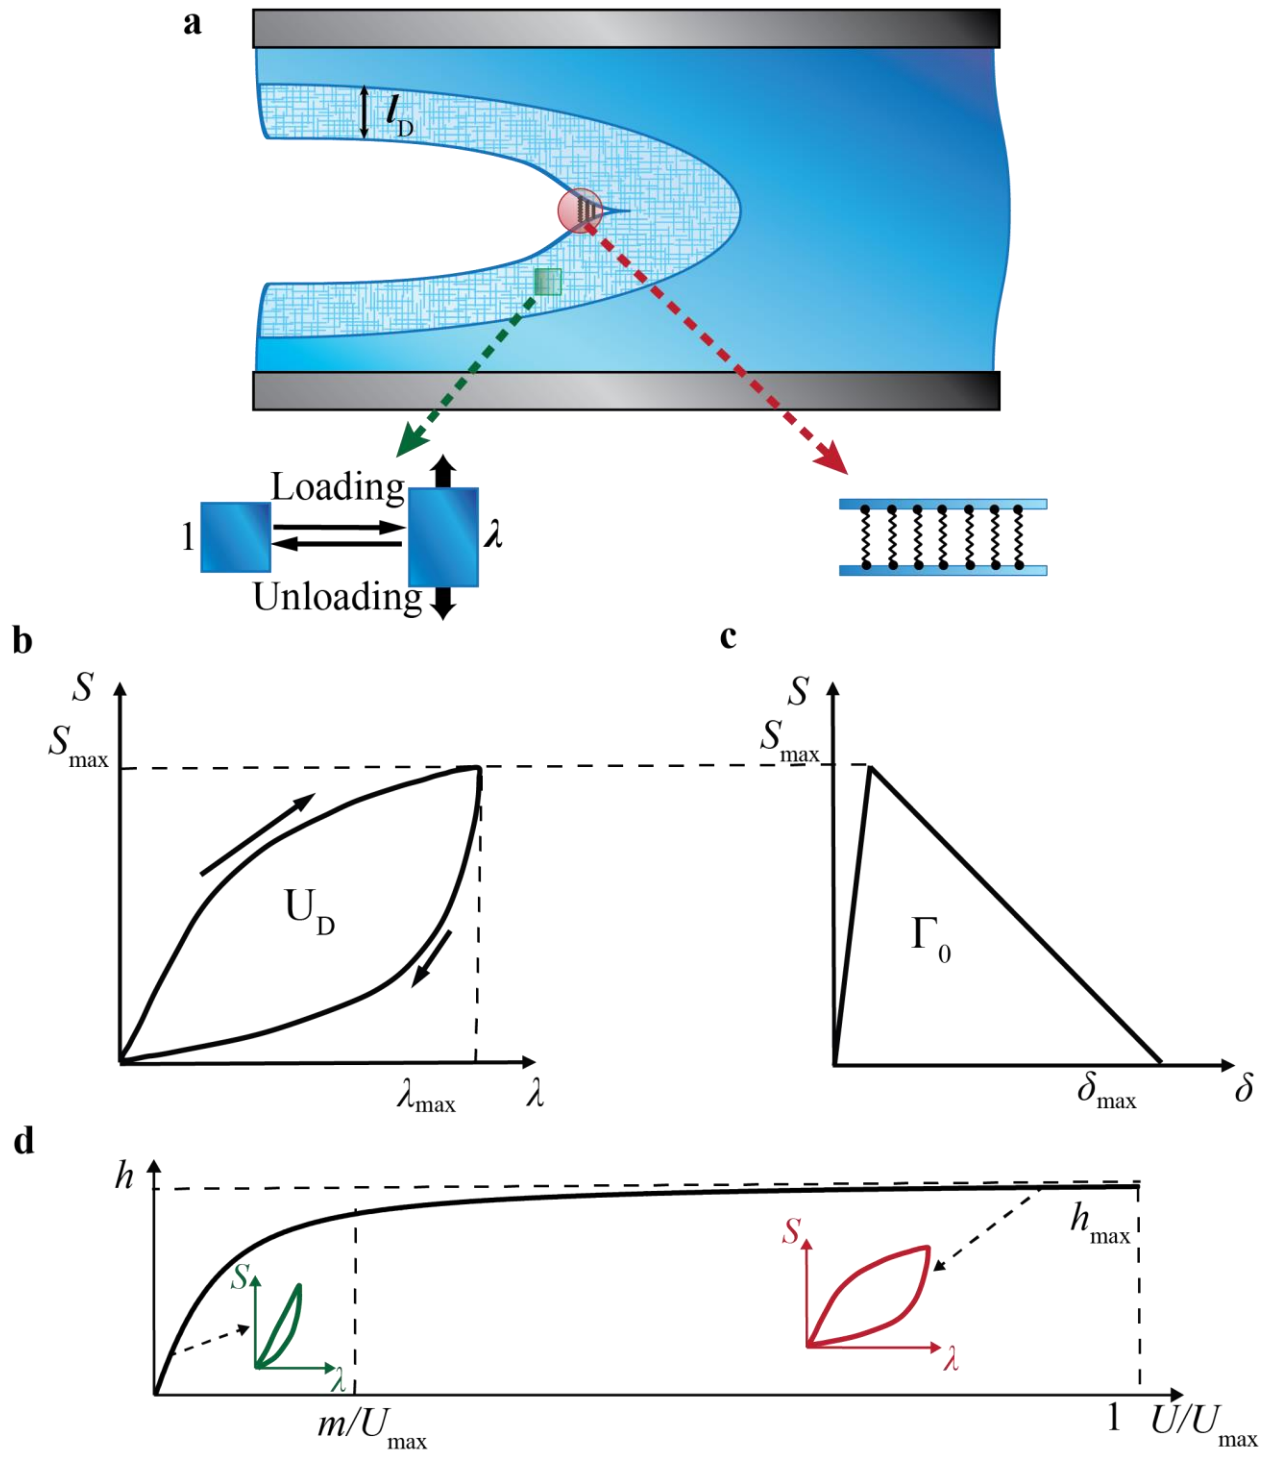 a
l_D
Loading
1 λ
Unloading
b
S
S_max
U_D
λ_max λ
c
S
S_max
Γ_0
δ_max δ
d
h
h_max
S
λ
S
λ
m/U_max
1 U/U_max